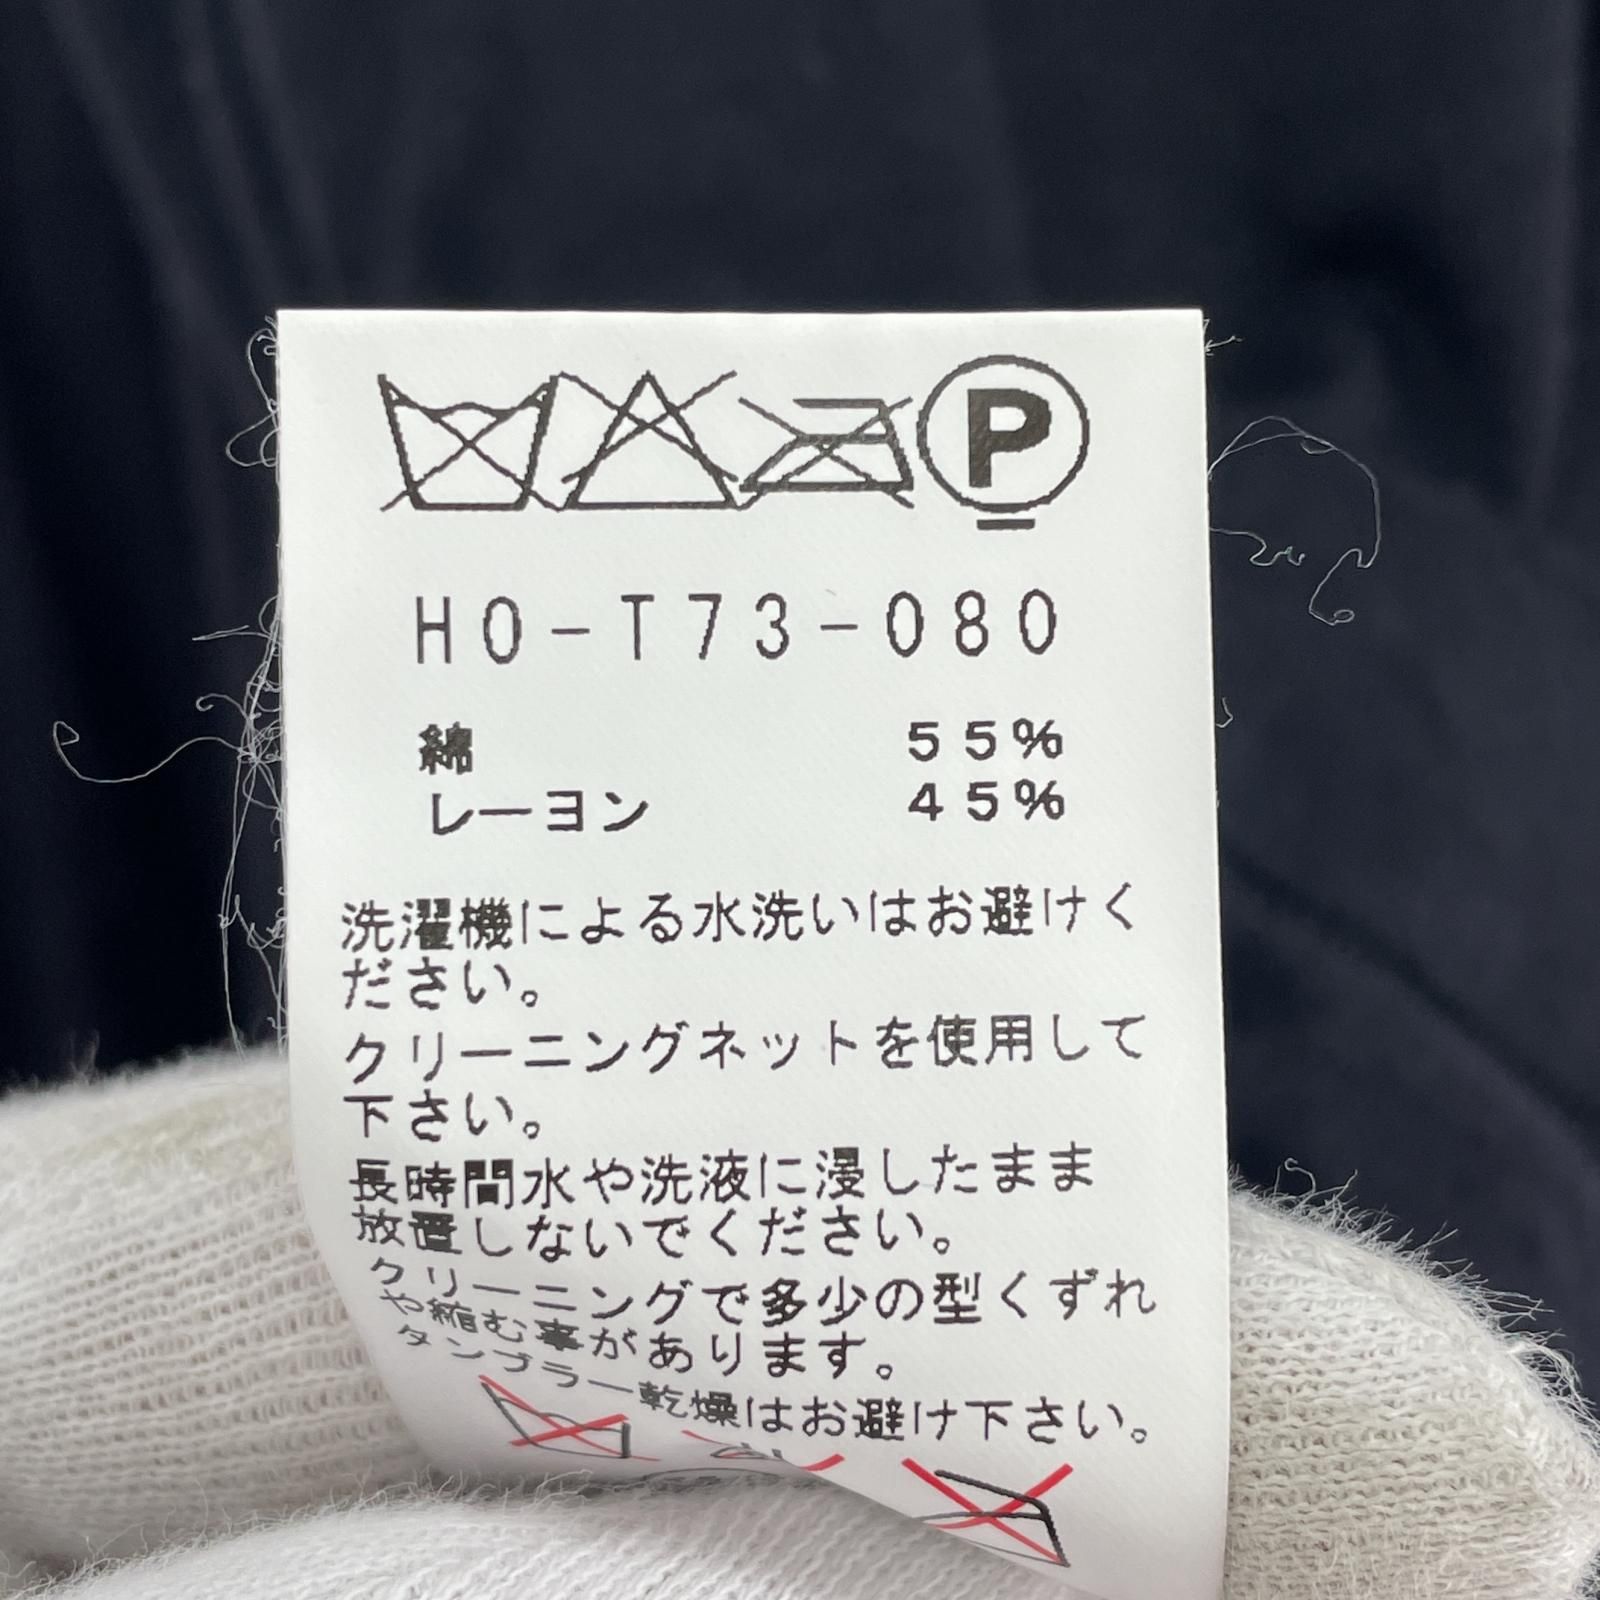 P
HO-T73-080
綿 55%
レーヨン 45%
洗濯機による水洗いはお避けく
ださい。
クリーニングネットを使用して
下さい。
長時間水や洗液に浸したまま
放置しないでください。
クリーニングで多少の型くずれ
や縮む事があります。
タンブラー乾燥はお避け下さい。